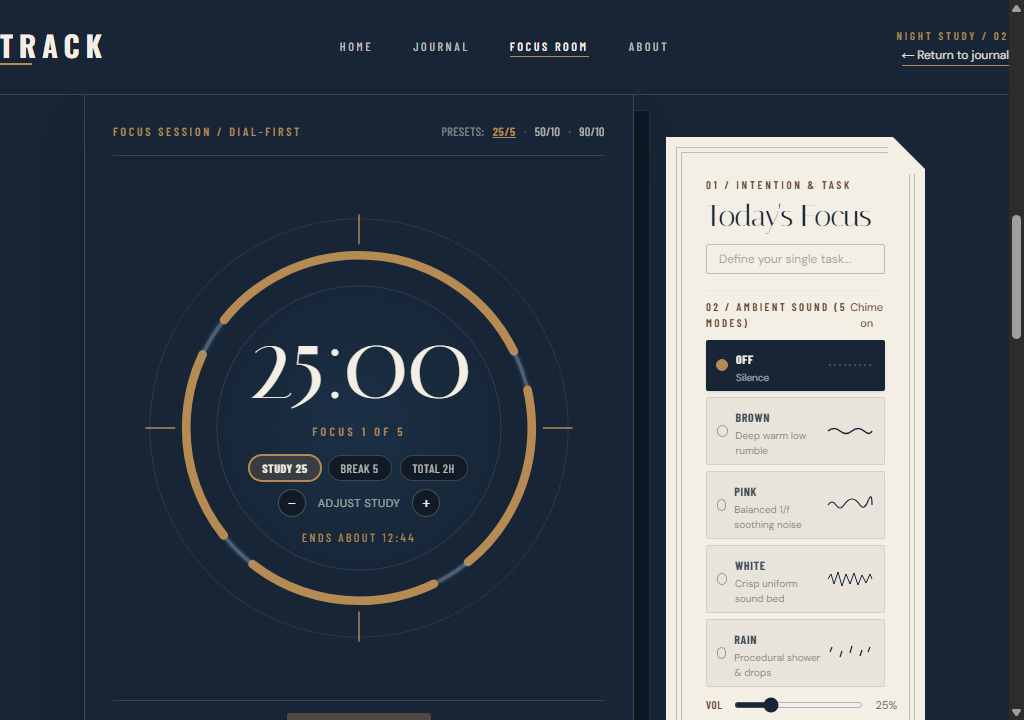 TRACK
HOME JOURNAL FOCUS ROOM ABOUT
NIGHT STUDY / 02
← Return to journal
FOCUS SESSION / DIAL-FIRST
PRESETS: 25/5 · 50/10 · 90/10
25:00
FOCUS 1 OF 5
STUDY 25 BREAK 5 TOTAL 2H
− ADJUST STUDY +
ENDS ABOUT 12:44
01 / INTENTION & TASK
Today's Focus
Define your single task...
02 / AMBIENT SOUND (5 MODES)
Chime on
OFF
Silence
BROWN
Deep warm low
rumble
PINK
Balanced 1/f
soothing noise
WHITE
Crisp uniform
sound bed
RAIN
Procedural shower
& drops
VOL 25%